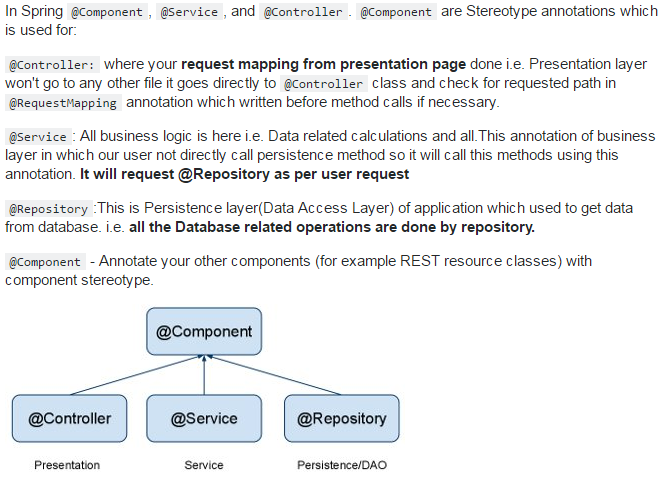 In Spring @Component , @Service , and @Controller . @Component are Stereotype annotations which
is used for:
@Controller: where your request mapping from presentation page done i.e. Presentation layer
won't go to any other file it goes directly to @Controller class and check for requested path in
@RequestMapping annotation which written before method calls if necessary.
@Service : All business logic is here i.e. Data related calculations and all.This annotation of business
layer in which our user not directly call persistence method so it will call this methods using this
annotation. It will request @Repository as per user request
@Repository :This is Persistence layer(Data Access Layer) of application which used to get data
from database. i.e. all the Database related operations are done by repository.
@Component - Annotate your other components (for example REST resource classes) with
component stereotype.
@Component
@Controller @Service @Repository
Presentation Service Persistence/DAO